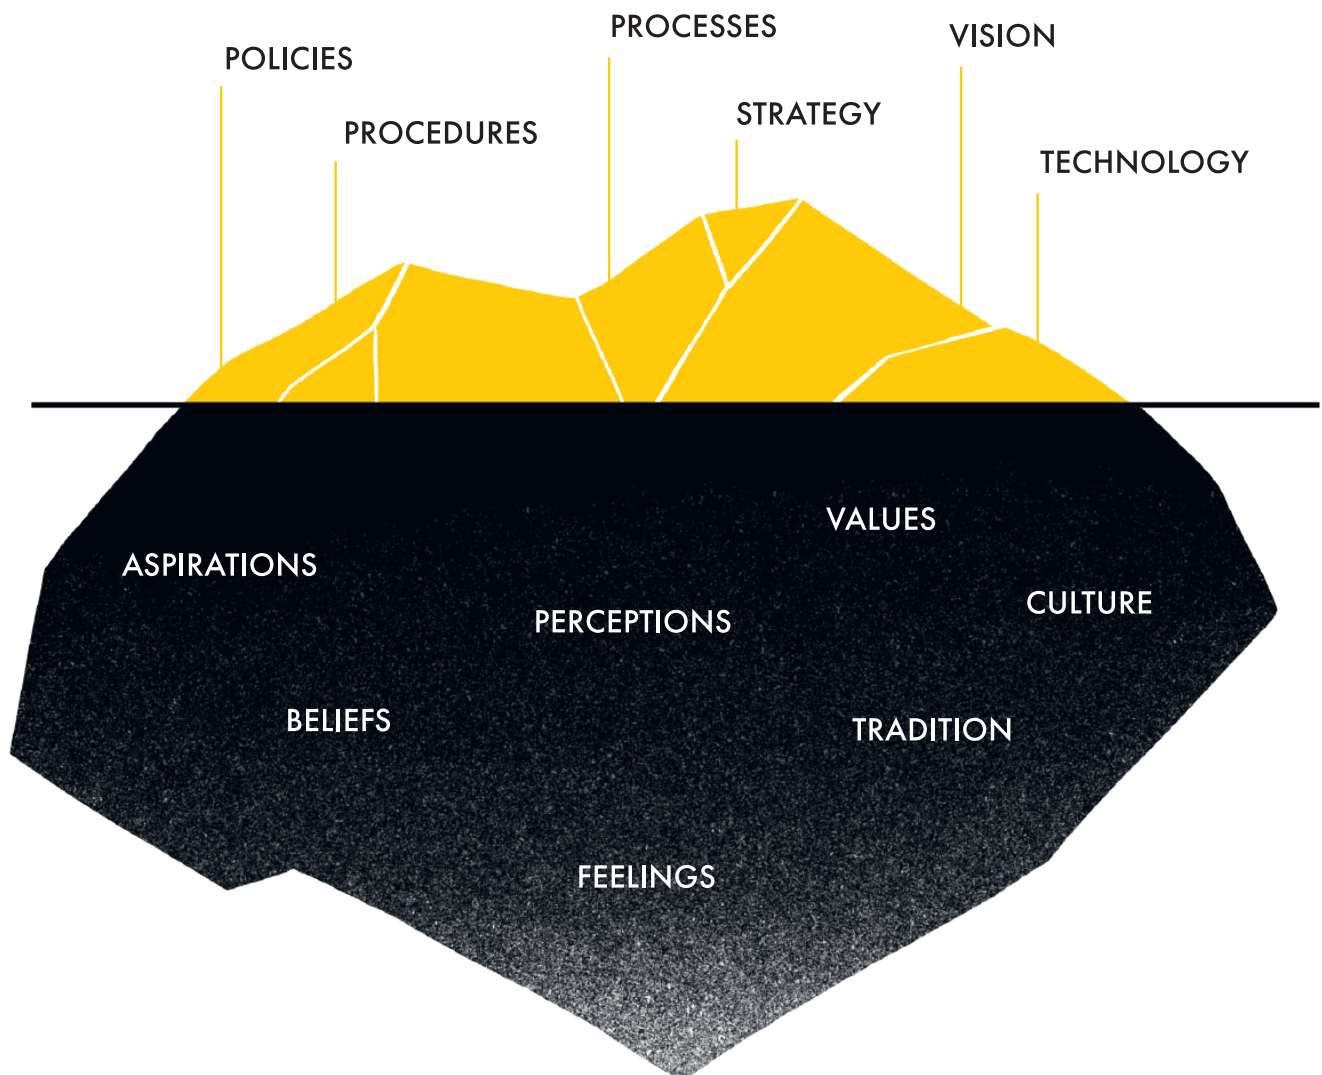 PROCESSES
VISION
POLICIES
STRATEGY
PROCEDURES
TECHNOLOGY
VALUES
ASPIRATIONS
CULTURE
PERCEPTIONS
BELIEFS
TRADITION
FEELINGS